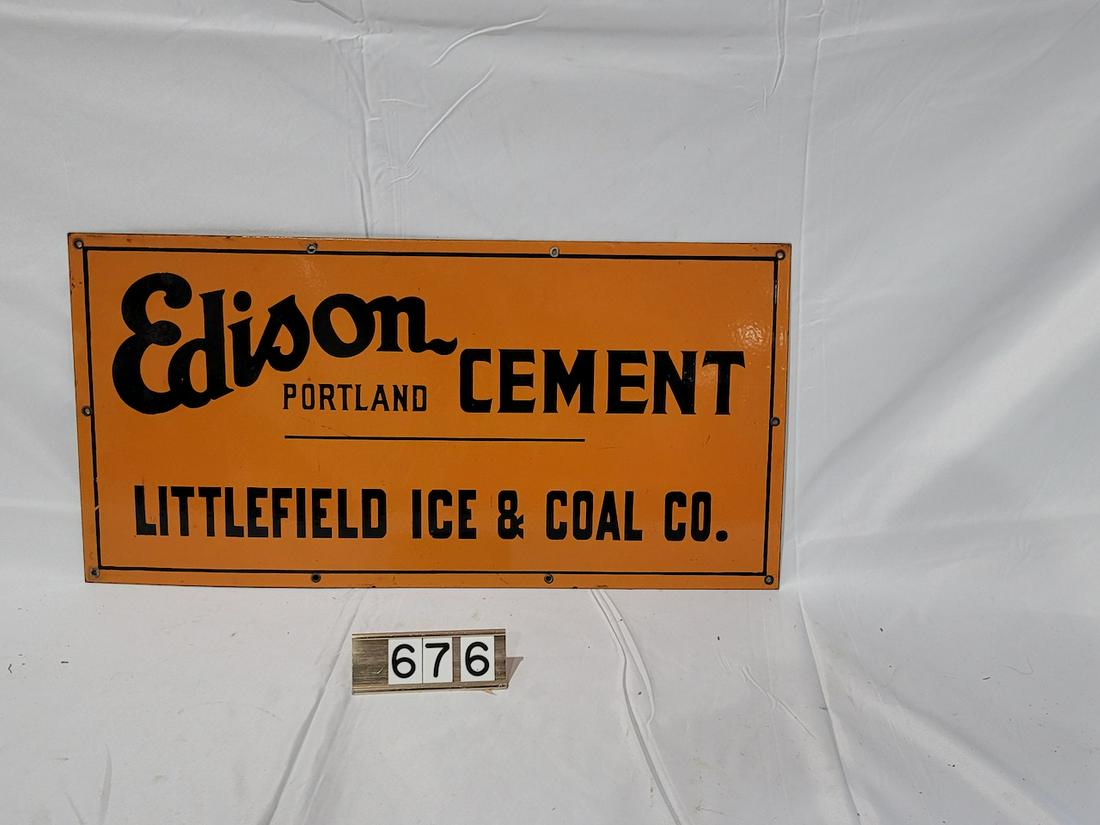 Edison
PORTLAND CEMENT
LITTLEFIELD ICE & COAL CO.
676